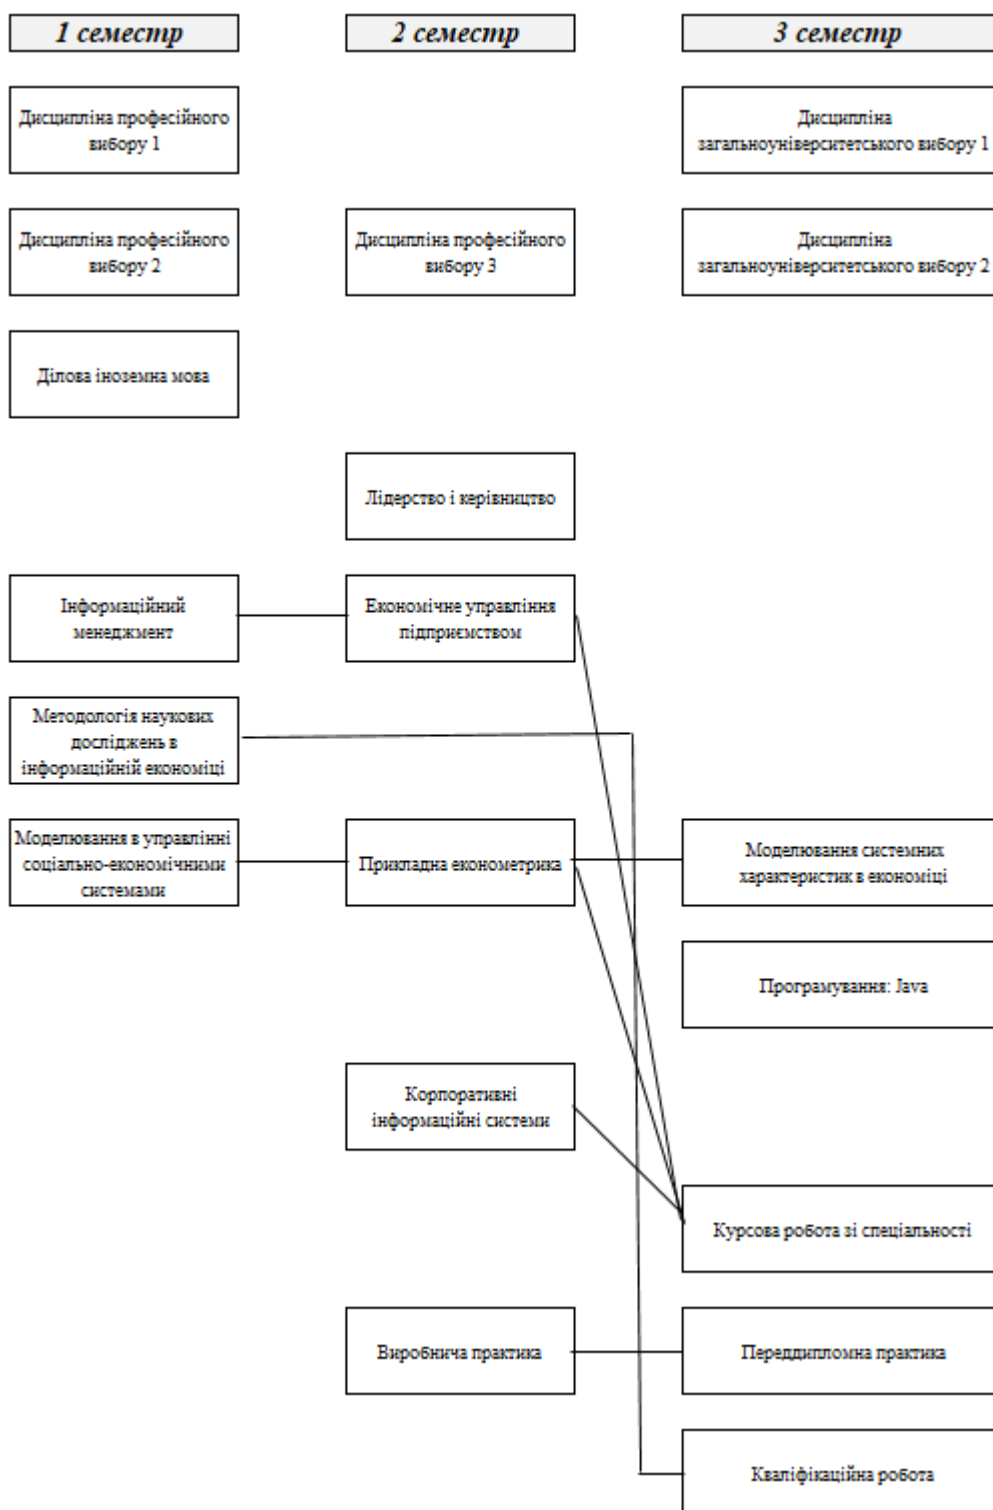 1 семестр
2 семестр
3 семестр
Дисципліна професійного
вибору 1
Дисципліна
загальноуніверситетського вибору 1
Дисципліна професійного
вибору 2
Дисципліна професійного
вибору 3
Дисципліна
загальноуніверситетського вибору 2
Ділова іноземна мова
Лідерство і керівництво
Інформаційний
менеджмент
Економічне управління
підприємством
Методологія наукових
досліджень в
інформаційній економіці
Моделювання в управлінні
соціально-економічними
системами
Прикладна економетрика
Моделювання системних
характеристик в економіці
Програмування: Java
Корпоративні
інформаційні системи
Курсова робота зі спеціальності
Виробнича практика
Переддипломна практика
Кваліфікаційна робота